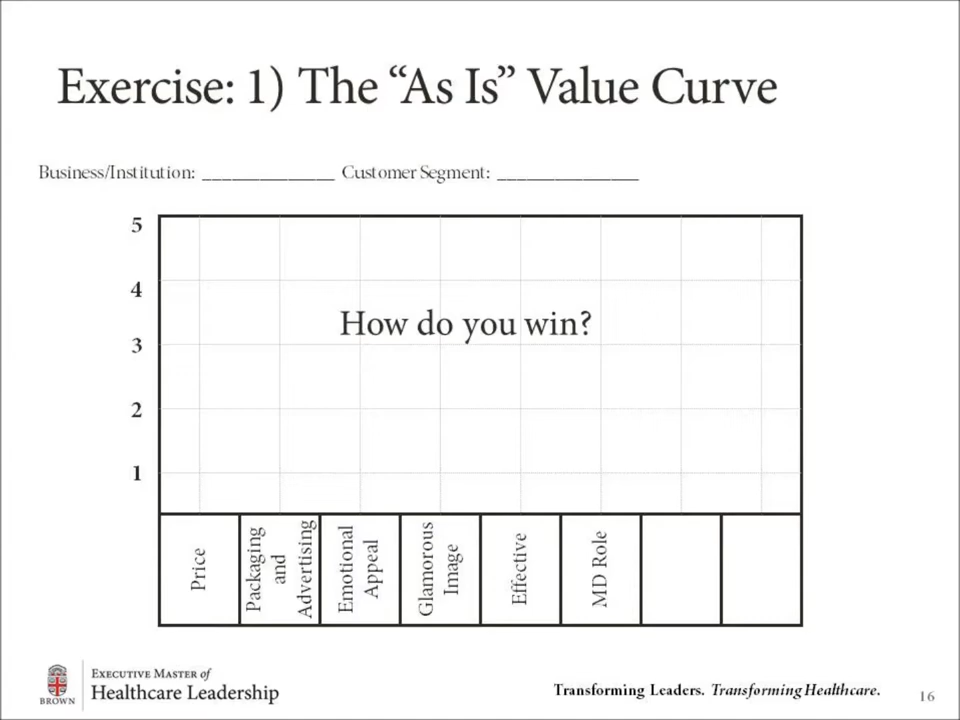 Exercise: 1) The “As Is” Value Curve
Business/Institution: ______________ Customer Segment: _______________
5
4
How do you win?
3
2
1
Price
Packaging
and
Advertising
Emotional
Appeal
Glamorous
Image
Effective
MD Role
BROWN
EXECUTIVE MASTER of
Healthcare Leadership
Transforming Leaders. Transforming Healthcare.
16